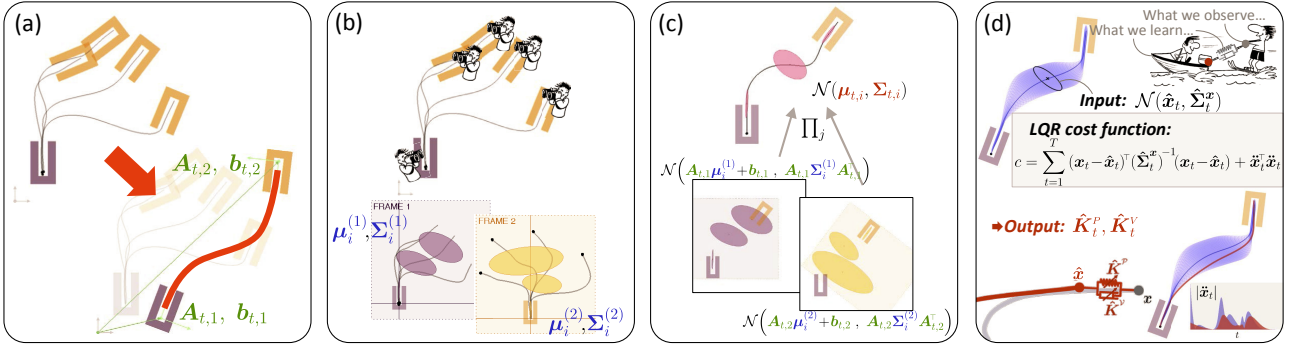 (a)
A_{t,2}, b_{t,2}
A_{t,1}, b_{t,1}
(b)
FRAME 1
μ_i^{(1)}, Σ_i^{(1)}
FRAME 2
μ_i^{(2)}, Σ_i^{(2)}
(c)
𝒩(μ_{t,i}, Σ_{t,i})
∏_j
𝒩(A_{t,1}μ_i^{(1)}+b_{t,1} , A_{t,1}Σ_i^{(1)}A_{t,1}^⊤)
𝒩(A_{t,2}μ_i^{(2)}+b_{t,2} , A_{t,2}Σ_i^{(2)}A_{t,2}^⊤)
(d)
What we observe...
What we learn...
Input: 𝒩(x̂_t, Σ̂_t^x)
LQR cost function:
c = ∑_{t=1}^{T} (x_t−x̂_t)^⊤(Σ̂_t^x)^{−1}(x_t−x̂_t) + ẍ_t^⊤ẍ_t
➡Output: K̂_t^P, K̂_t^V
x̂
K̂^P
K̂^V
x
|ẍ_t|
t